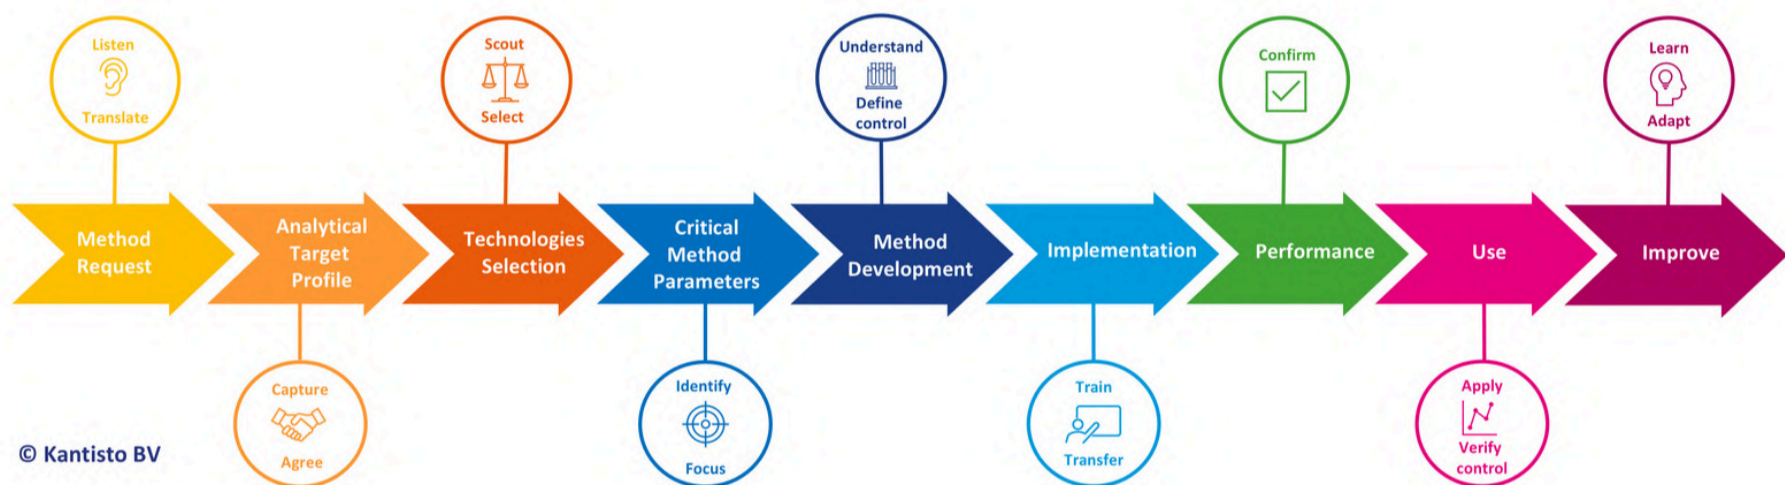 Listen
Translate
Scout
Select
Understand
Define
control
Confirm
Learn
Adapt
Method
Request
Analytical
Target
Profile
Technologies
Selection
Critical
Method
Parameters
Method
Development
Implementation
Performance
Use
Improve
Capture
Agree
Identify
Focus
Train
Transfer
Apply
Verify
control
© Kantisto BV